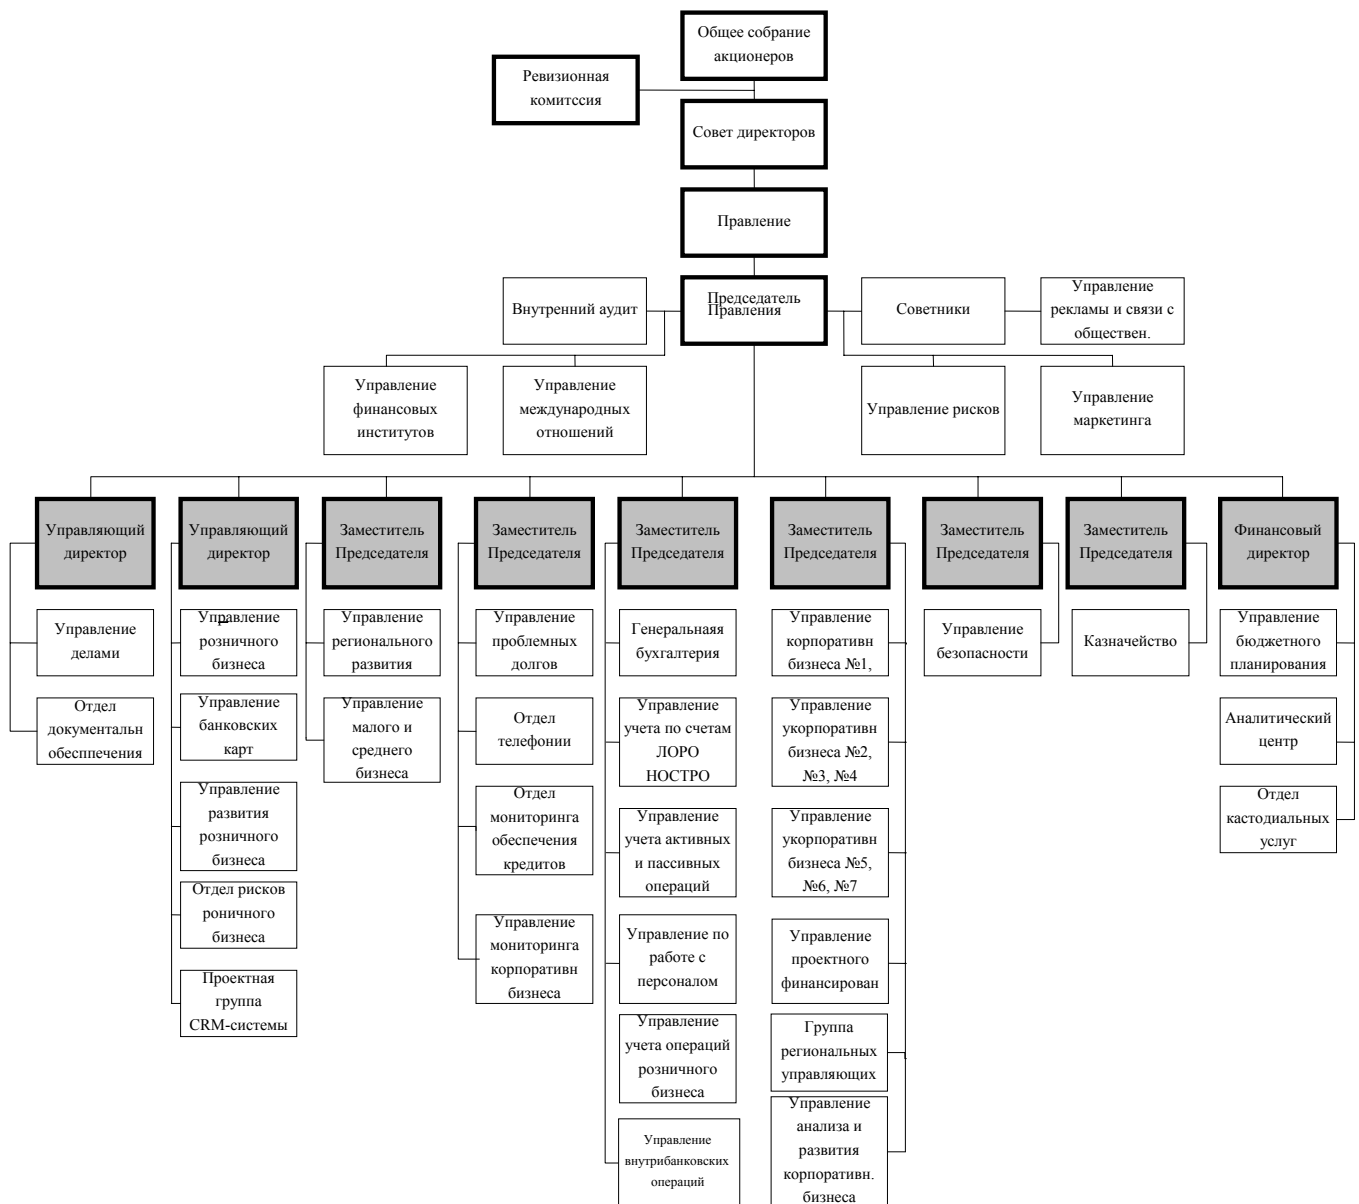 Общее собрание
акционеров
Ревизионная
комитссия
Совет директоров
Правление
Внутренний аудит
Председатель
Правления
Советники
Управление
рекламы и связи с
обществен.
Управление
финансовых
институтов
Управление
международных
отношений
Управление рисков
Управление
маркетинга
Управляющий
директор
Управляющий
директор
Заместитель
Председателя
Заместитель
Председателя
Заместитель
Председателя
Заместитель
Председателя
Заместитель
Председателя
Заместитель
Председателя
Финансовый
директор
Управление
делами
Отдел
документальн
обесппечения
Управление
розничного
бизнеса
Управление
банковских
карт
Управление
развития
розничного
бизнеса
Отдел рисков
роничного
бизнеса
Проектная
группа
CRM-системы
Управление
регионального
развития
Управление
малого и
среднего
бизнеса
Управление
проблемных
долгов
Отдел
телефонии
Отдел
мониторинга
обеспечения
кредитов
Управление
мониторинга
корпоративн
бизнеса
Генеральнаяя
бухгалтерия
Управление
учета по счетам
ЛОРО
НОСТРО
Управление
учета активных
и пассивных
операций
Управление по
работе с
персоналом
Управление
учета операций
розничного
бизнеса
Управление
внутрибанковских
операций
Управление
корпоративн
бизнеса №1,
Управление
укорпоративн
бизнеса №2,
№3, №4
Управление
укорпоративн
бизнеса №5,
№6, №7
Управление
проектного
финансирован
Группа
региональных
управляющих
Управление
анализа и
развития
корпоративн.
бизнеса
Управление
безопасности
Казначейство
Управление
бюджетного
планирования
Аналитический
центр
Отдел
кастодиальных
услуг